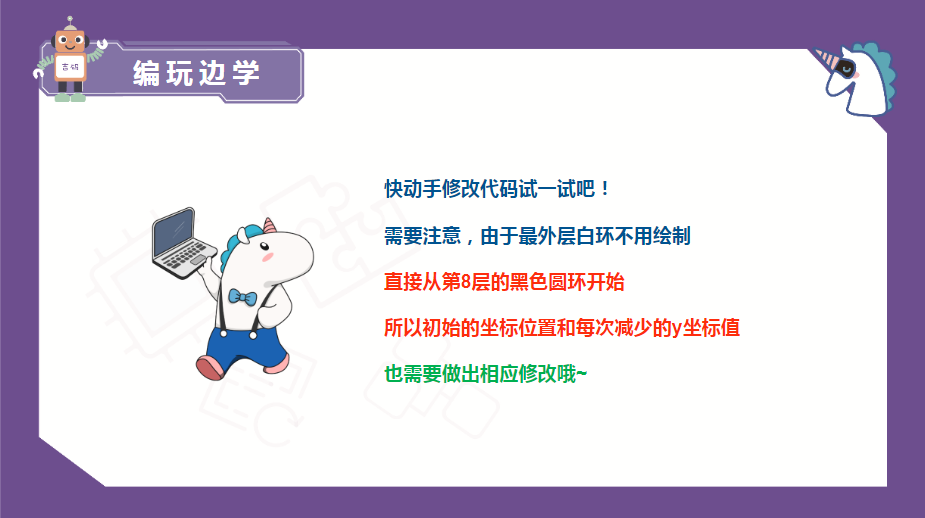 编玩边学
快动手修改代码试一试吧！
需要注意，由于最外层白环不用绘制
直接从第8层的黑色圆环开始
所以初始的坐标位置和每次减少的y坐标值
也需要做出相应修改哦~